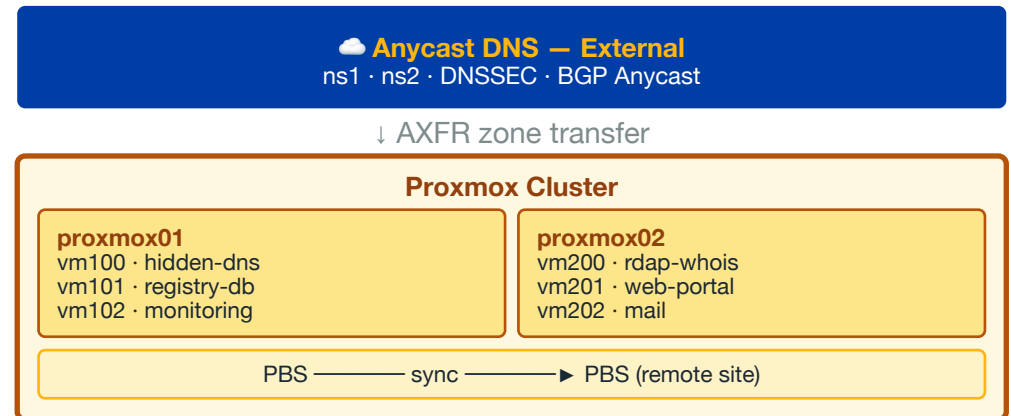 ☁️ Anycast DNS — External
ns1 · ns2 · DNSSEC · BGP Anycast
↓ AXFR zone transfer
Proxmox Cluster
proxmox01
vm100 · hidden-dns
vm101 · registry-db
vm102 · monitoring
proxmox02
vm200 · rdap-whois
vm201 · web-portal
vm202 · mail
PBS ———— sync ————► PBS (remote site)